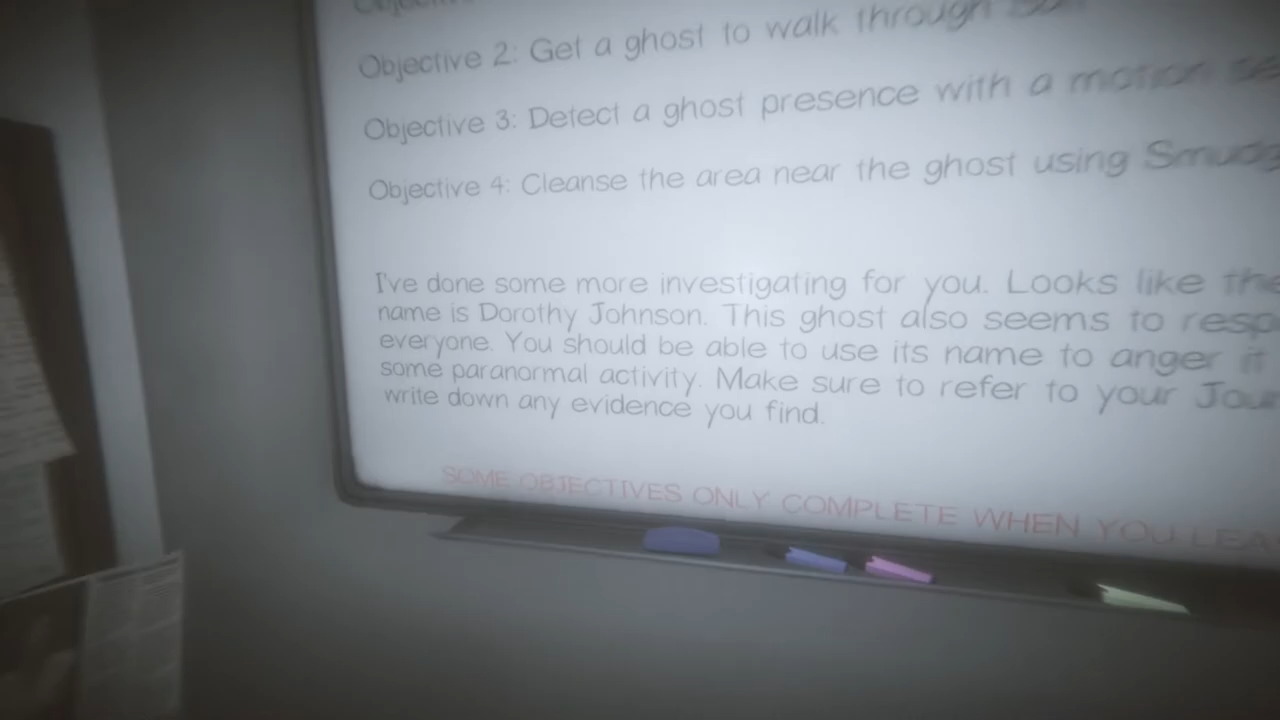 Objective 2: Get a ghost to walk through
Objective 3: Detect a ghost presence with a motion
Objective 4: Cleanse the area near the ghost using
I've done some more investigating for you. Looks like
name is Dorothy Johnson. This ghost also seems to
everyone. You should be able to use its name to anger it
some paranormal activity. Make sure to refer to your
write down any evidence you find.
SOME OBJECTIVES ONLY COMPLETE WHEN YOU